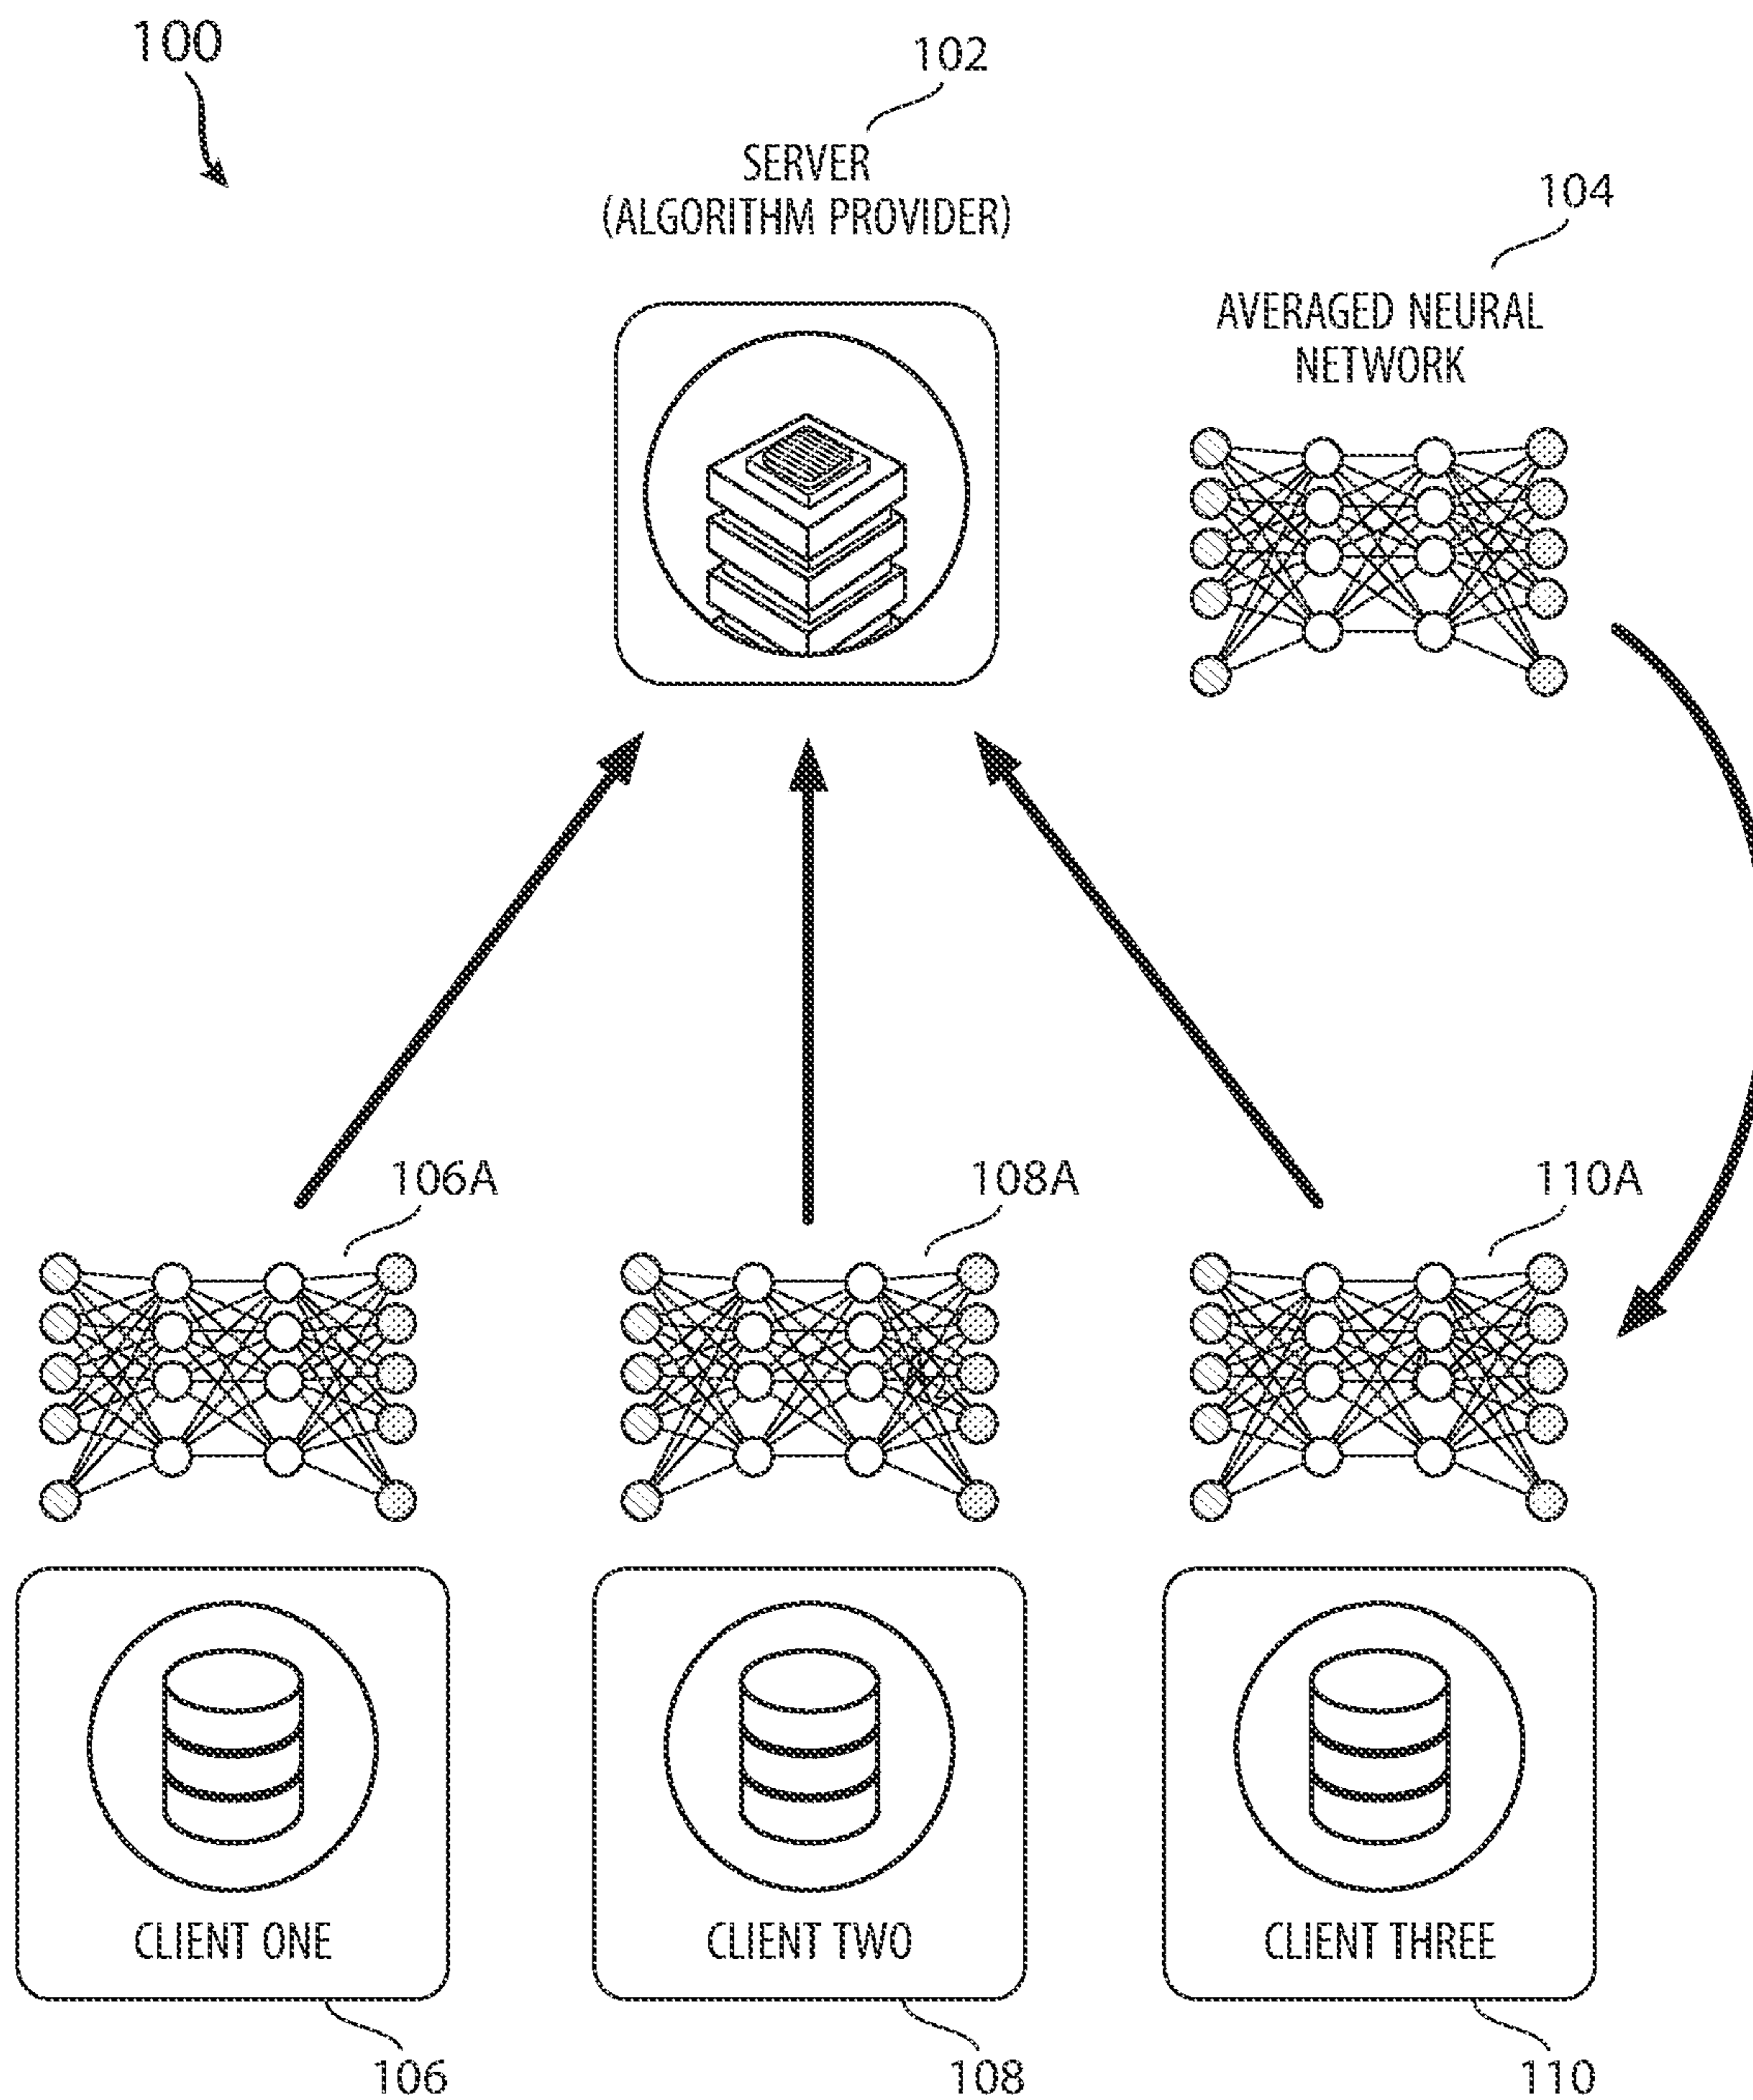 100
102
SERVER
(ALGORITHM PROVIDER)
104
AVERAGED NEURAL
NETWORK
106A
108A
110A
CLIENT ONE
CLIENT TWO
CLIENT THREE
106
108
110